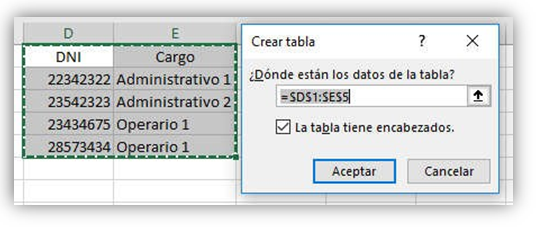 D E
DNI Cargo
22342322 Administrativo 1
23542323 Administrativo 2
23434675 Operario 1
28573434 Operario 1
Crear tabla ? ×
¿Dónde están los datos de la tabla?
=$D$1:$E$5
La tabla tiene encabezados.
Aceptar Cancelar